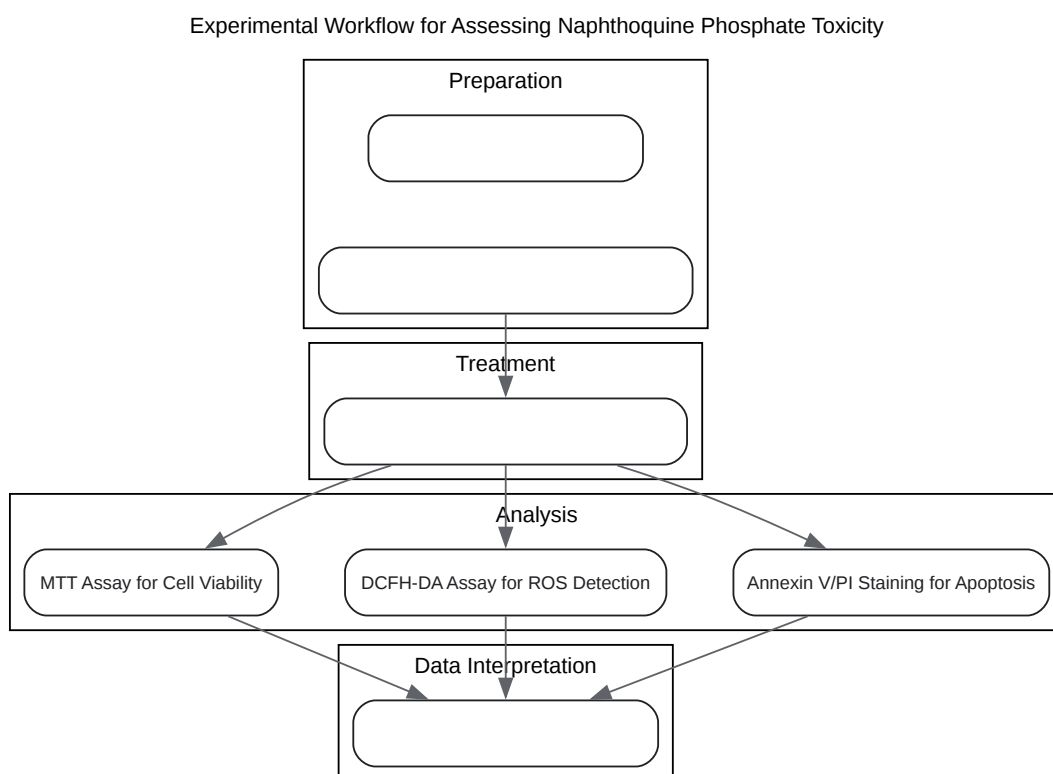 Experimental Workflow for Assessing Naphthoquine Phosphate Toxicity
Preparation
Treatment
Analysis
MTT Assay for Cell Viability
DCFH-DA Assay for ROS Detection
Annexin V/PI Staining for Apoptosis
Data Interpretation